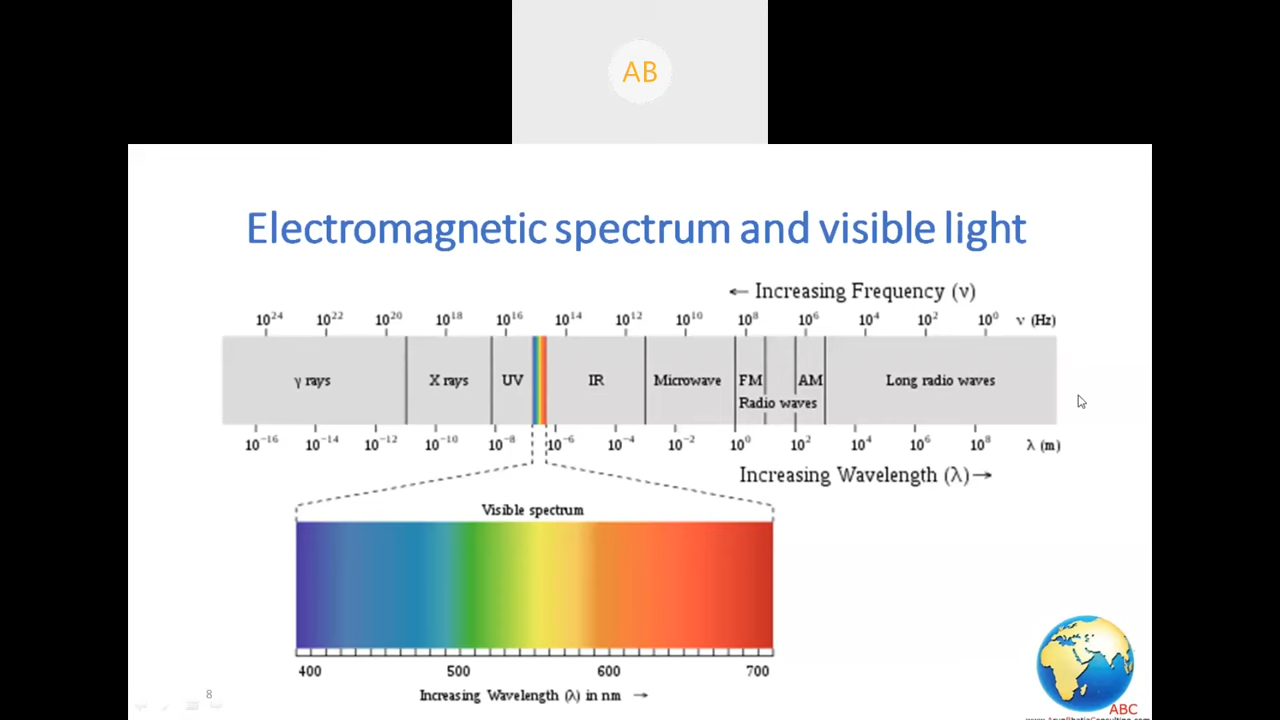 AB
Electromagnetic spectrum and visible light
← Increasing Frequency (ν)
10²⁴ 10²² 10²⁰ 10¹⁸ 10¹⁶ 10¹⁴ 10¹² 10¹⁰ 10⁸ 10⁶ 10⁴ 10² 10⁰ ν (Hz)
γ rays X rays UV IR Microwave FM AM Long radio waves
Radio waves
10⁻¹⁶ 10⁻¹⁴ 10⁻¹² 10⁻¹⁰ 10⁻⁸ 10⁻⁶ 10⁻⁴ 10⁻² 10⁰ 10² 10⁴ 10⁶ 10⁸ λ (m)
Increasing Wavelength (λ) →
Visible spectrum
400 500 600 700
Increasing Wavelength (λ) in nm →
8
ABC